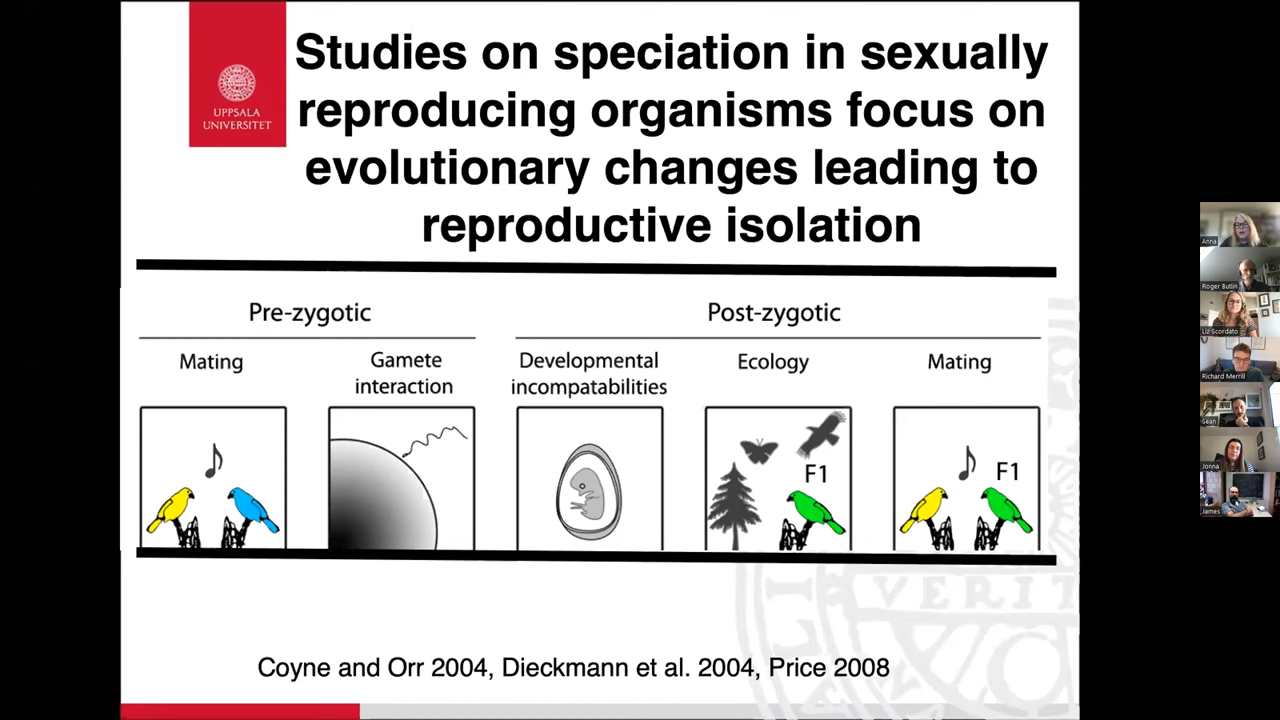 Studies on speciation in sexually
reproducing organisms focus on
evolutionary changes leading to
reproductive isolation
UPPSALA
UNIVERSITET
Pre-zygotic
Post-zygotic
Mating
Gamete
interaction
Developmental
incompatabilities
Ecology
Mating
F1
F1
VERIT
Coyne and Orr 2004, Dieckmann et al. 2004, Price 2008
Anna
Roger Butlin
Liz Scordato
Richard Merrill
Sean
Jonna
James